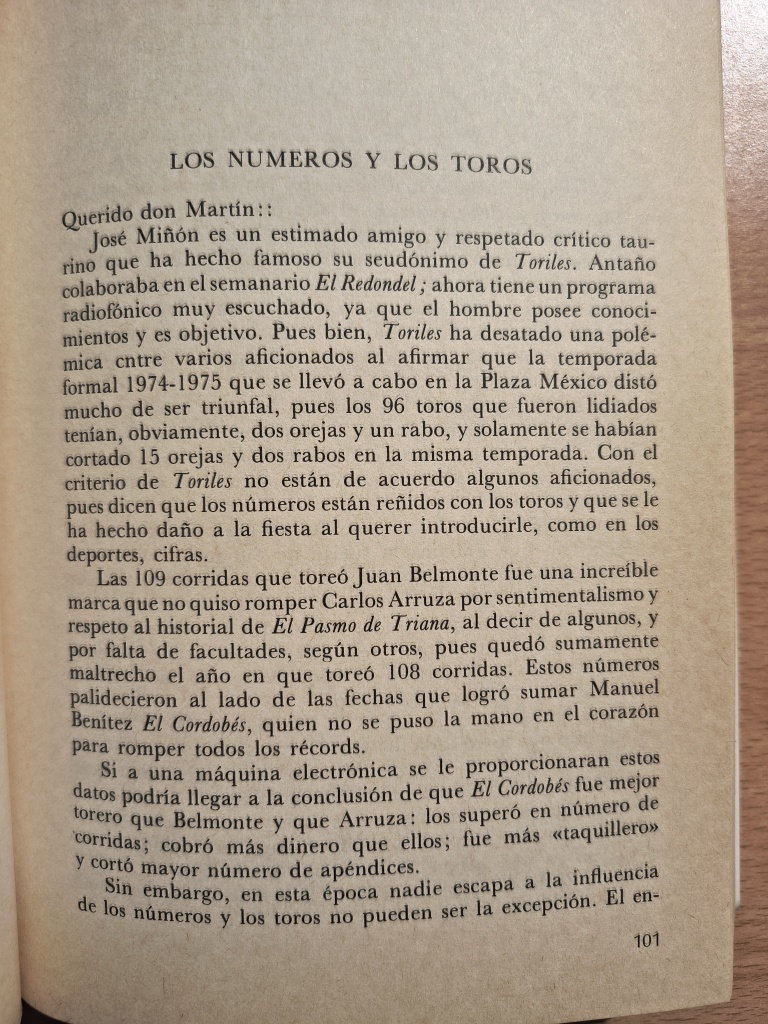 LOS NUMEROS Y LOS TOROS
Querido don Martín::
José Miñón es un estimado amigo y respetado crítico tau-
rino que ha hecho famoso su seudónimo de Toriles. Antaño
colaboraba en el semanario El Redondel; ahora tiene un programa
radiofónico muy escuchado, ya que el hombre posee conoci-
mientos y es objetivo. Pues bien, Toriles ha desatado una polé-
mica cntre varios aficionados al afirmar que la temporada
formal 1974-1975 que se llevó a cabo en la Plaza México distó
mucho de ser triunfal, pues los 96 toros que fueron lidiados
tenían, obviamente, dos orejas y un rabo, y solamente se habían
cortado 15 orejas y dos rabos en la misma temporada. Con el
criterio de Toriles no están de acuerdo algunos aficionados,
pues dicen que los números están reñidos con los toros y que se le
ha hecho daño a la fiesta al querer introducirle, como en los
deportes, cifras.
Las 109 corridas que toreó Juan Belmonte fue una increíble
marca que no quiso romper Carlos Arruza por sentimentalismo y
respeto al historial de El Pasmo de Triana, al decir de algunos, y
por falta de facultades, según otros, pues quedó sumamente
maltrecho el año en que toreó 108 corridas. Estos números
palidecieron al lado de las fechas que logró sumar Manuel
Benítez El Cordobés, quien no se puso la mano en el corazón
para romper todos los récords.
Si a una máquina electrónica se le proporcionaran estos
datos podría llegar a la conclusión de que El Cordobés fue mejor
torero que Belmonte y que Arruza: los superó en número de
corridas; cobró más dinero que ellos; fue más «taquillero»
y cortó mayor número de apéndices.
Sin embargo, en esta época nadie escapa a la influencia
de los números y los toros no pueden ser la excepción. El en-
101